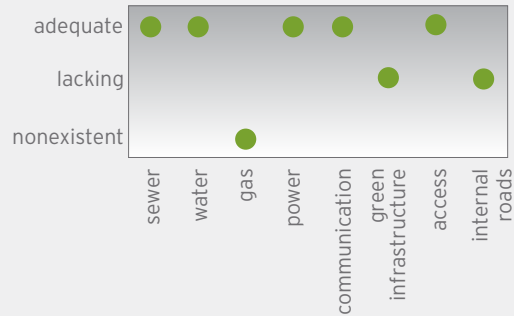 adequate
lacking
nonexistent
sewer
water
gas
power
communication
green
infrastructure
access
internal
roads